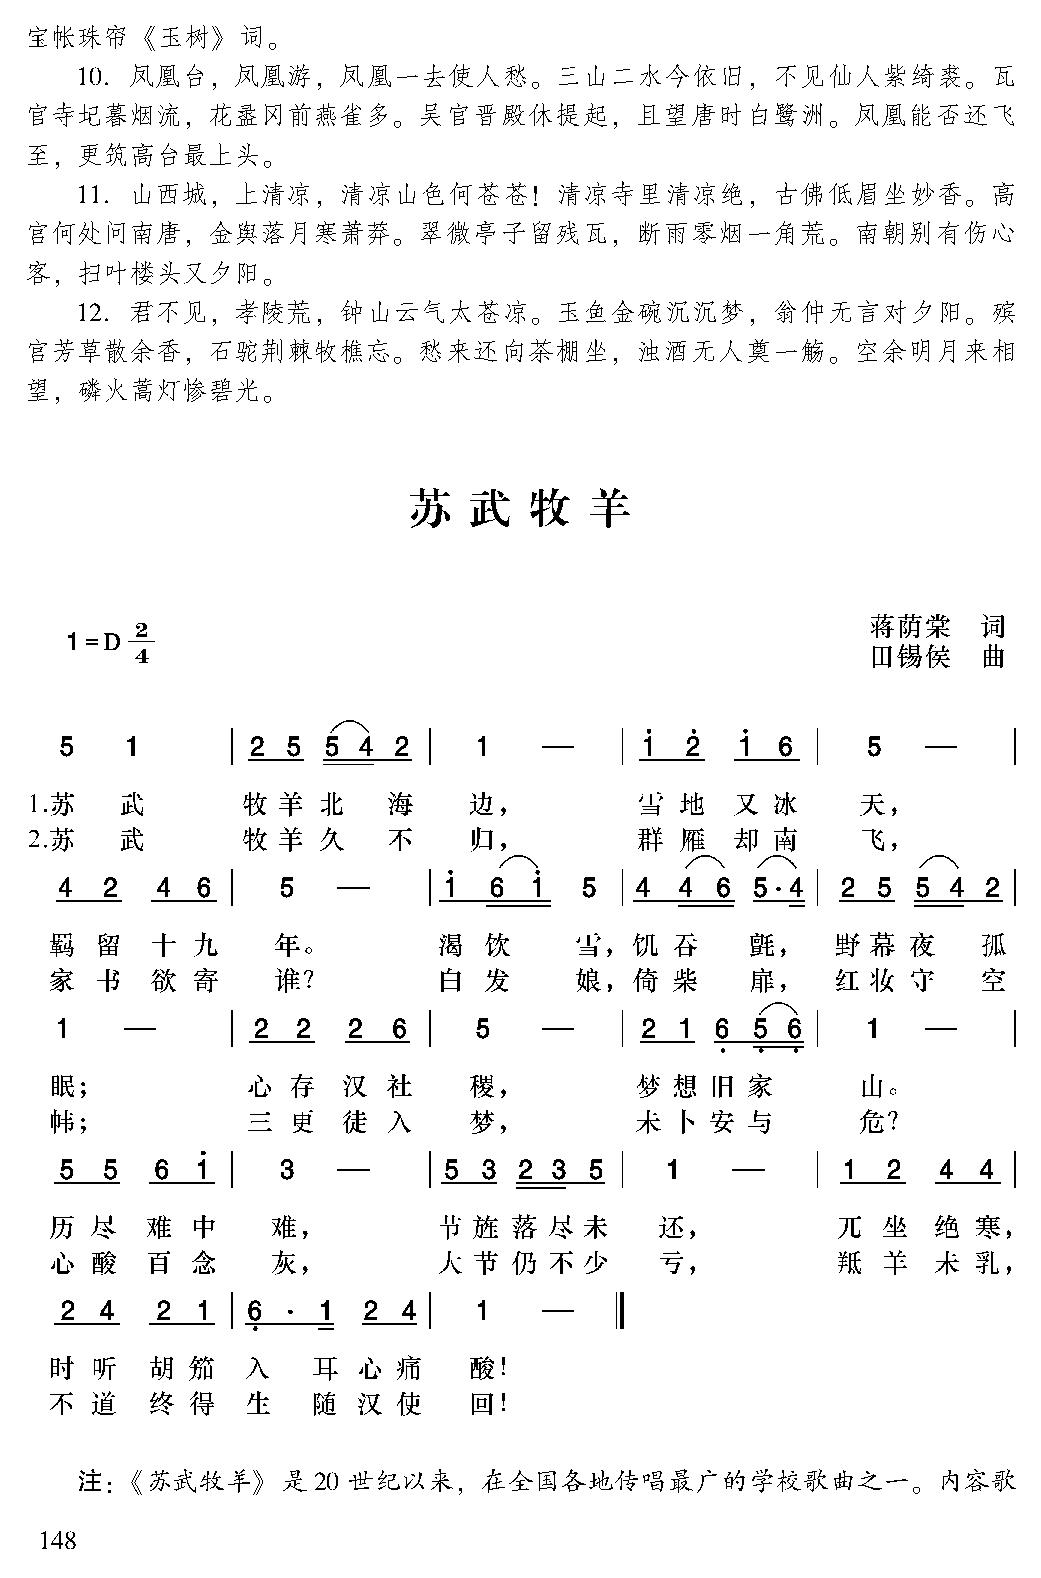 宝帐珠帘《玉树》词。
10. 凤凰台，凤凰游，凤凰一去使人愁。三山二水今依旧，不见仙人紫绮裘。瓦
官寺圮暮烟流，花蝨冈前燕雀多。吴官晋殿休提起，且望唐时白鹭洲。凤凰能否还飞
至，更筑高台最上头。
11. 山西城，上清凉，清凉山色何苍苍！清凉寺里清凉绝，古佛低眉坐妙香。离
宫何处问南唐，金舆落月寒萧莽。翠微亭子留残瓦，断雨零烟一角荒。南朝别有伤心
客，扫叶楼头又夕阳。
12. 君不见，孝陵荒，钟山云气太苍凉。玉鱼金碗沉沉梦，翁仲无言对夕阳。殡
官芳草散余香，石驼荆棘牧樵忘。愁来还向茶棚坐，浊酒无人奠一觞。空余明月来相
望，磷火蒿灯惨碧光。
苏武牧羊
1=D 2/4
蒋荫棠 词
田锡侯 曲
5 1 | 2 5 5 4 2 | 1 — | 1 2 1 6 | 5 — |
1.苏 武 牧 羊 北 海 边， 雪 地 又 冰 天，
2.苏 武 牧 羊 久 不 归， 群 雁 却 南 飞，
4 2 4 6 | 5 — | 1 6 1 5 | 4 4 6 5·4 | 2 5 5 4 2 |
羁 留 十 九 年。 渴 饮 雪，饥 吞 毡， 野 幕 夜 孤
家 书 欲 寄 谁？ 白 发 娘，倚 柴 扉， 红 妆 守 空
1 — | 2 2 2 6 | 5 — | 2 1 6 5 6 | 1 — |
眠； 心 存 汉 社 稷， 梦 想 旧 家 山。
帏； 三 更 徒 入 梦， 未 卜 安 与 危？
5 5 6 1 | 3 — | 5 3 2 3 5 | 1 — | 1 2 4 4 |
历 尽 难 中 难， 节 旄 落 尽 未 还， 兀 坐 绝 寒，
心 酸 百 念 灰， 大 节 仍 不 少 亏， 羝 羊 未 乳，
2 4 2 1 | 6 · 1 2 4 | 1 — ‖
时 听 胡 笳 入 耳 心 痛 酸！
不 道 终 得 生 随 汉 使 回！
注：《苏武牧羊》是 20 世纪以来，在全国各地传唱最广的学校歌曲之一。内容歌
148